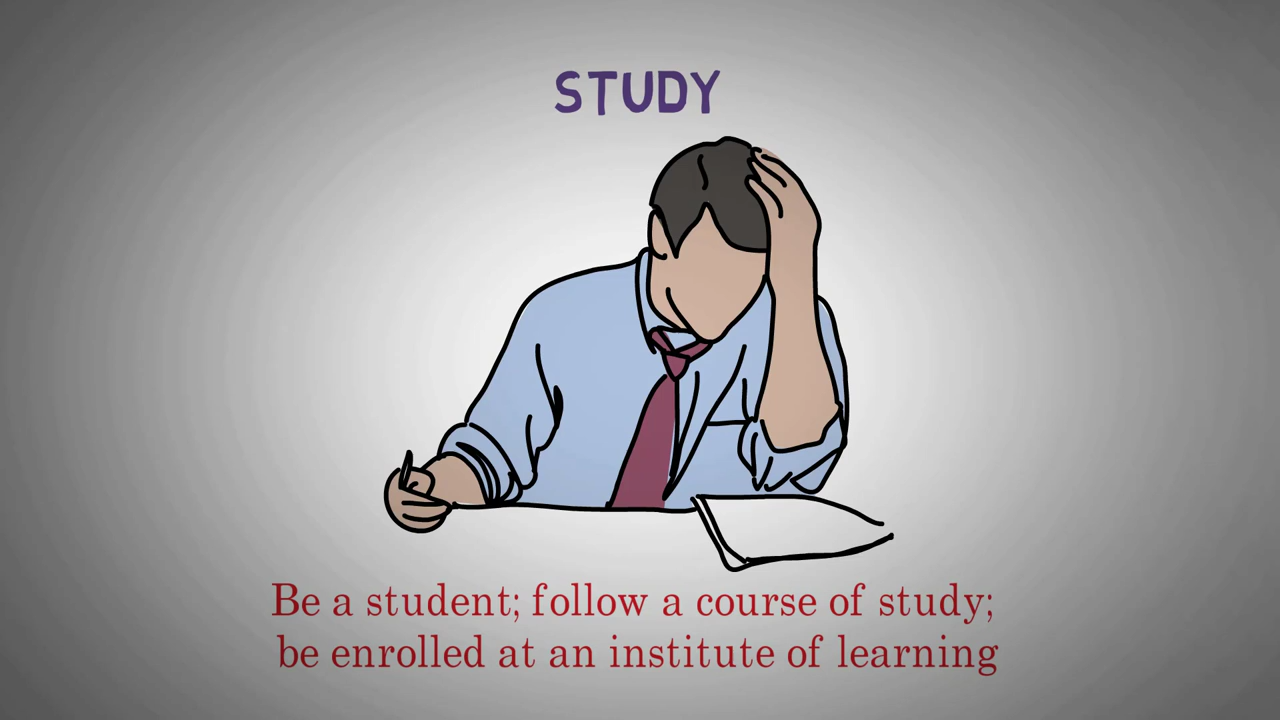 STUDY
Be a student; follow a course of study;
be enrolled at an institute of learning